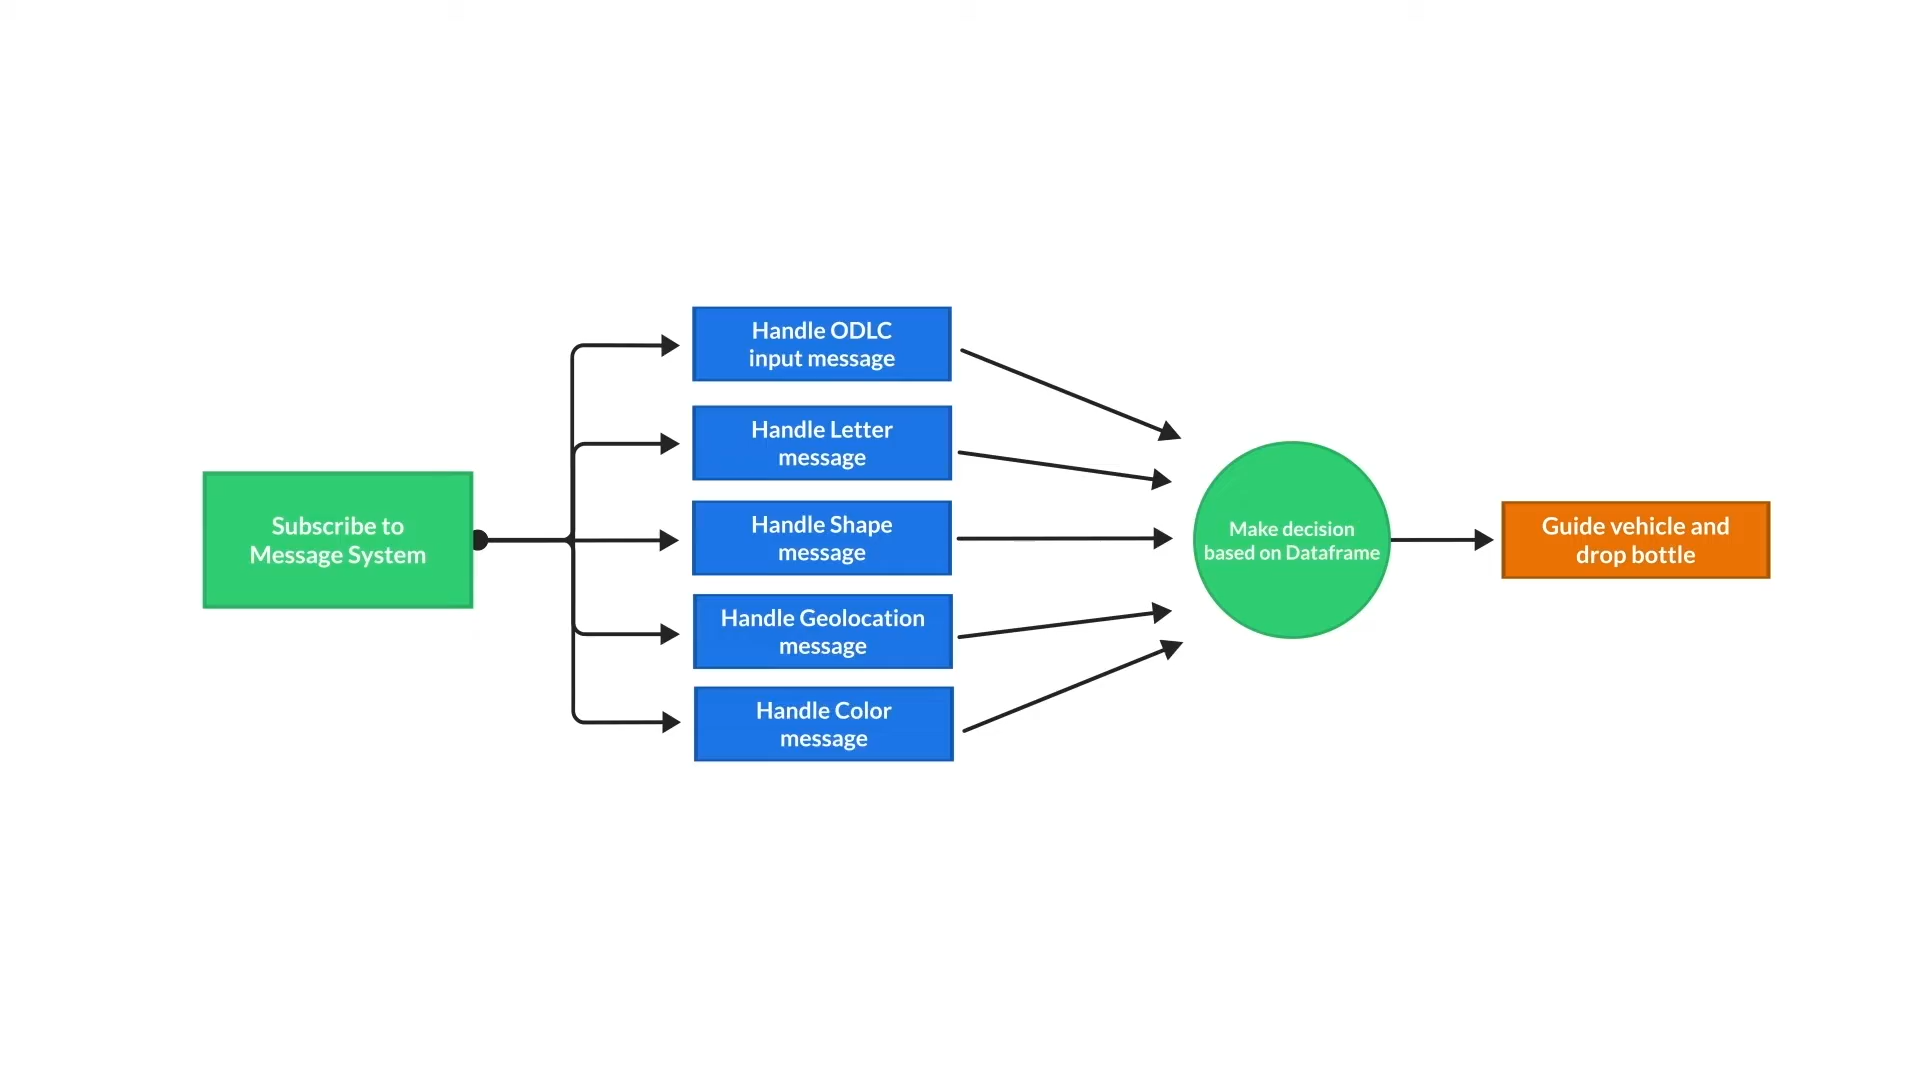 Subscribe to
Message System
Handle ODLC
input message
Handle Letter
message
Handle Shape
message
Handle Geolocation
message
Handle Color
message
Make decision
based on Dataframe
Guide vehicle and
drop bottle